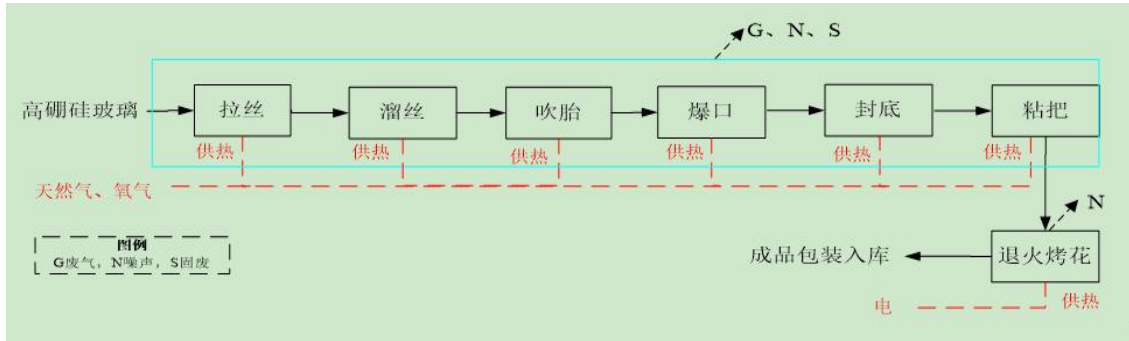 G、N、S
高硼硅玻璃
拉丝
溜丝
吹胎
爆口
封底
粘把
供热
供热
供热
供热
供热
供热
天然气、氧气
N
图例
G废气，N噪声，S固废
成品包装入库
退火烤花
电
供热